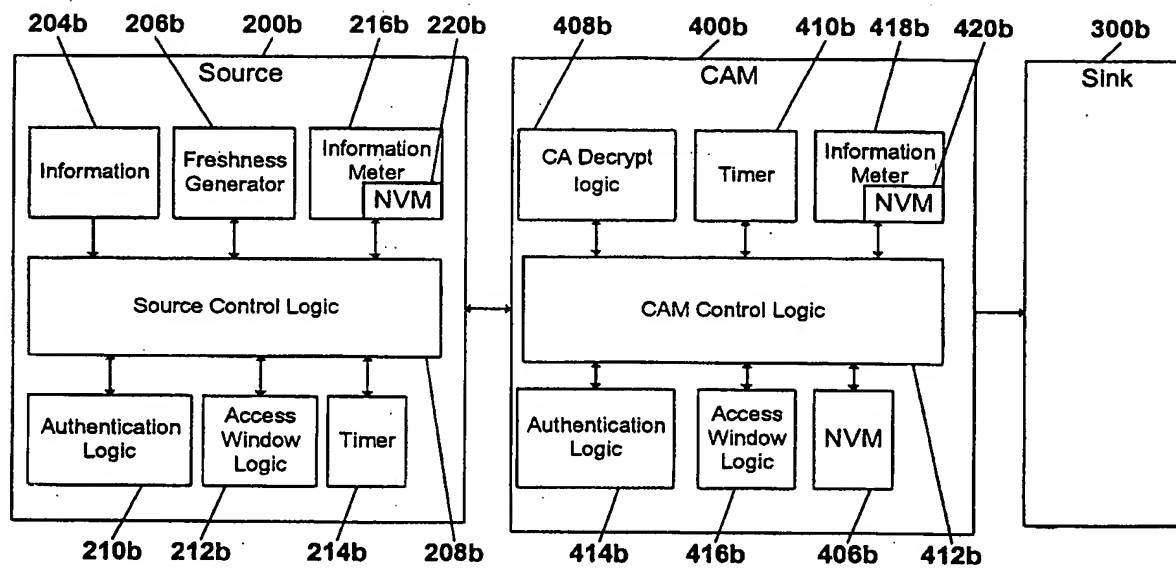 204b 206b 200b 216b 220b 408b 400b 410b 418b 420b 300b
Source
CAM
Sink
Information
Freshness
Generator
Information
Meter
NVM
CA Decrypt
logic
Timer
Information
Meter
NVM
Source Control Logic
CAM Control Logic
Authentication
Logic
Access
Window
Logic
Timer
Authentication
Logic
Access
Window
Logic
NVM
210b 212b 214b 208b 414b 416b 406b 412b